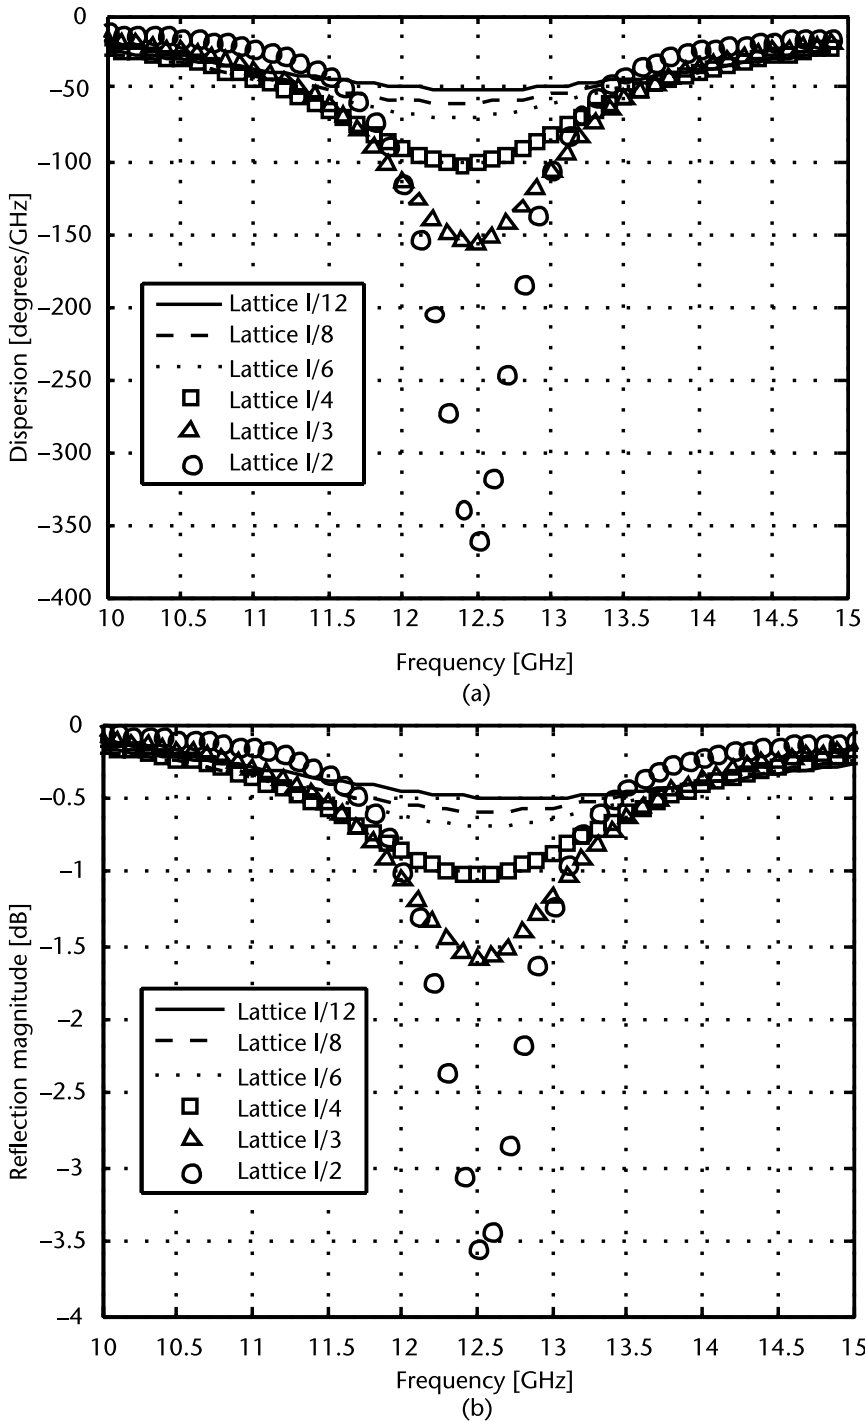 0
−50
−100
−150
−200
−250
−300
−350
−400
Dispersion [degrees/GHz]
Lattice l/12
Lattice l/8
Lattice l/6
Lattice l/4
Lattice l/3
Lattice l/2
10 10.5 11 11.5 12 12.5 13 13.5 14 14.5 15
Frequency [GHz]
(a)
0
−0.5
−1
−1.5
−2
−2.5
−3
−3.5
−4
Reflection magnitude [dB]
Lattice l/12
Lattice l/8
Lattice l/6
Lattice l/4
Lattice l/3
Lattice l/2
10 10.5 11 11.5 12 12.5 13 13.5 14 14.5 15
Frequency [GHz]
(b)